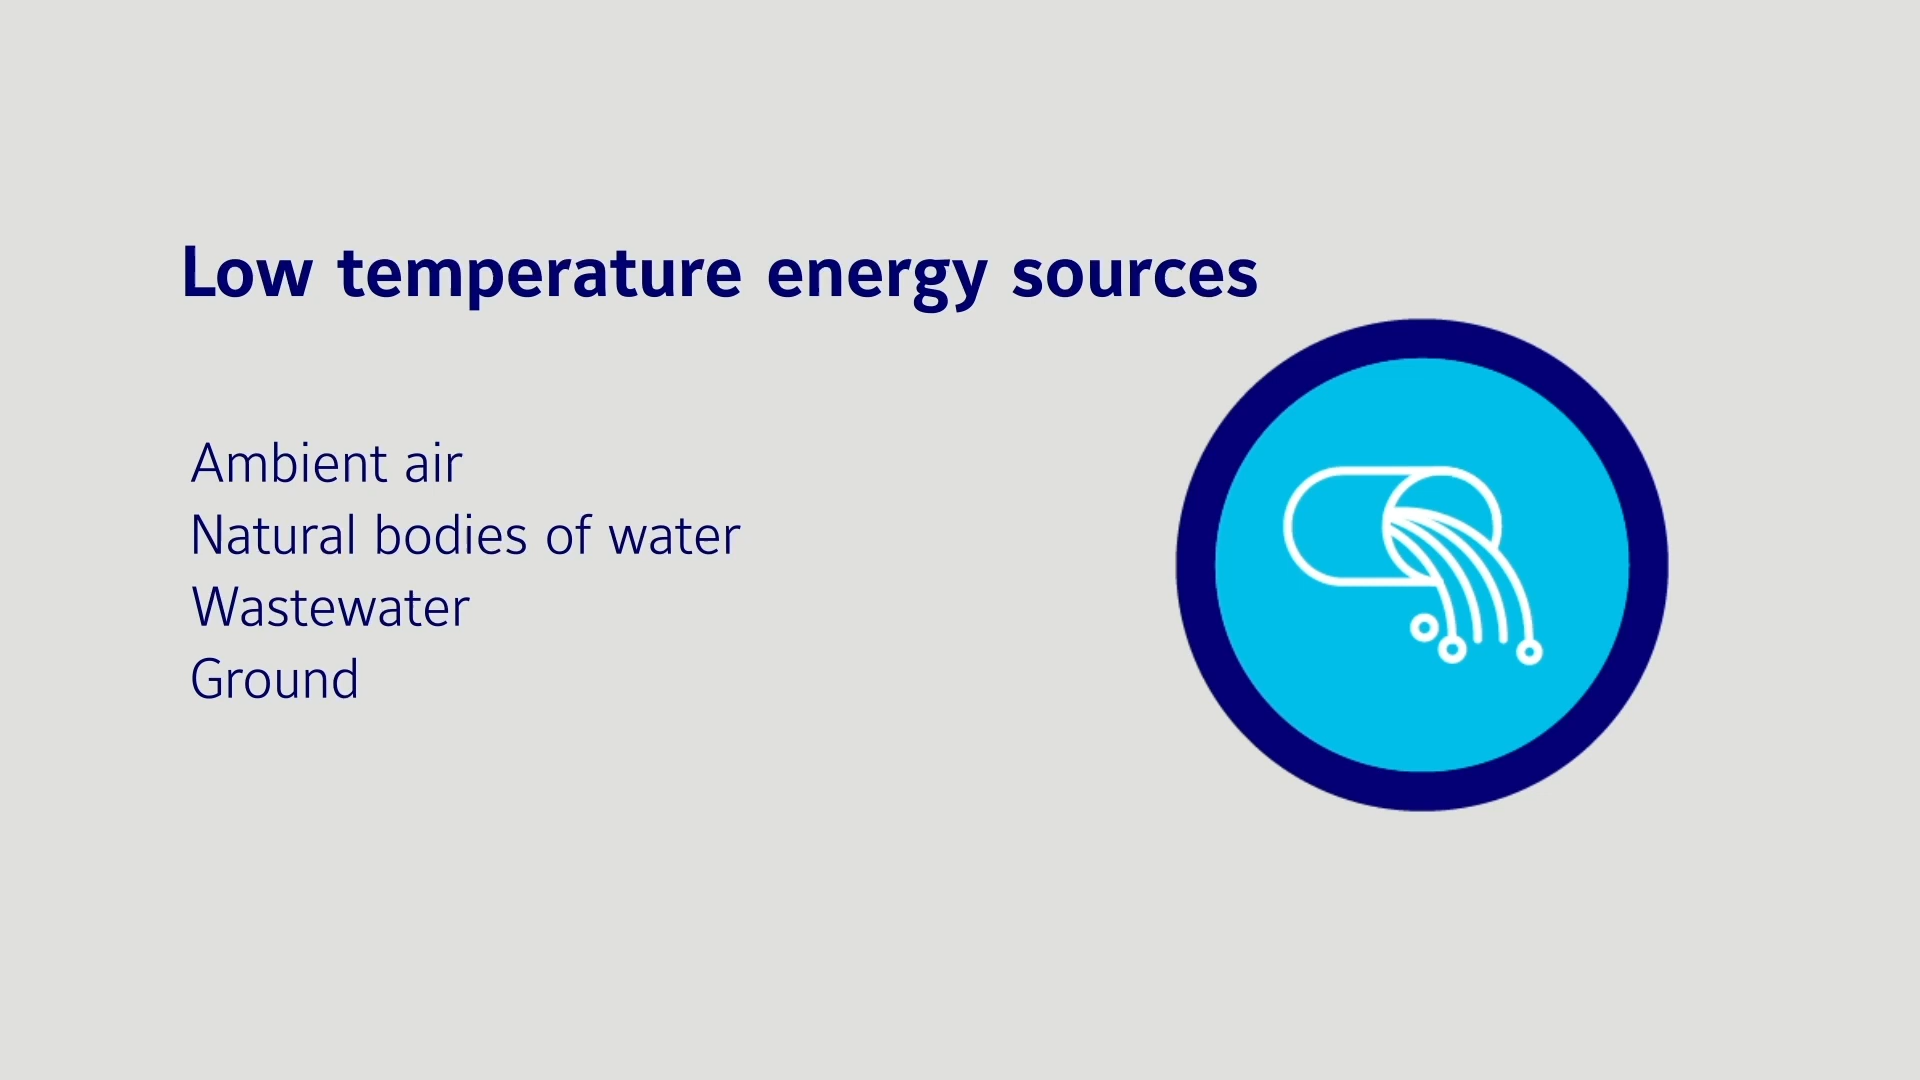 Low temperature energy sources
Ambient air
Natural bodies of water
Wastewater
Ground